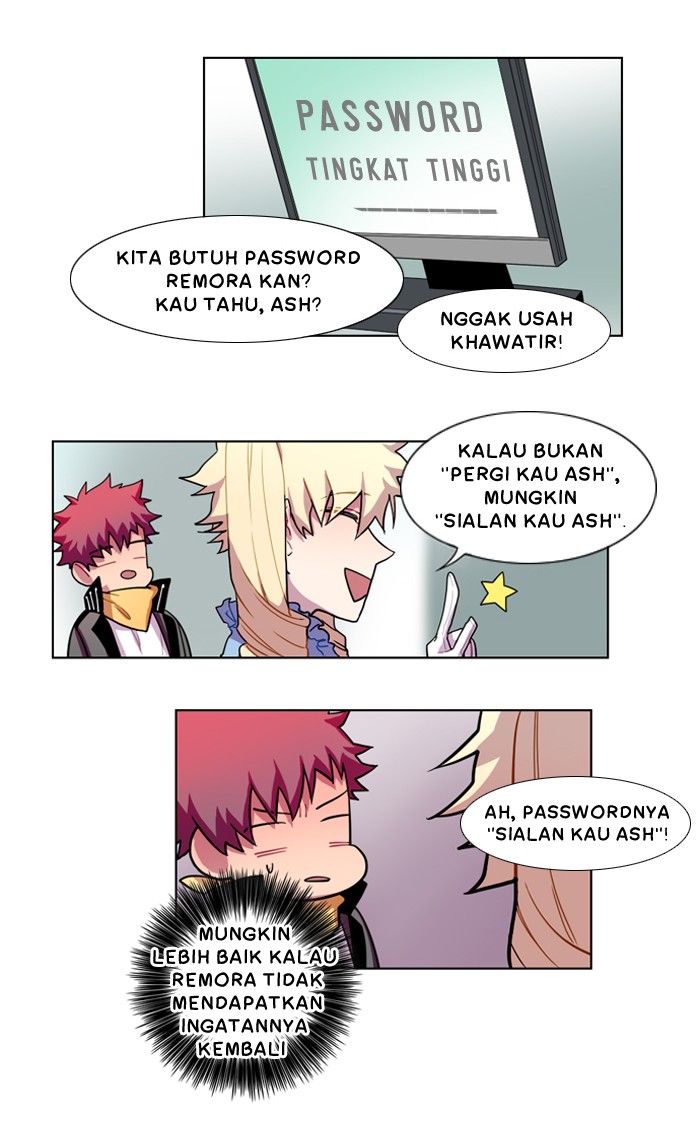 PASSWORD
TINGKAT TINGGI
KITA BUTUH PASSWORD
REMORA KAN?
KAU TAHU, ASH?
NGGAK USAH
KHAWATIR!
KALAU BUKAN
"PERGI KAU ASH",
MUNGKIN
"SIALAN KAU ASH".
AH, PASSWORDNYA
"SIALAN KAU ASH"!
MUNGKIN
LEBIH BAIK KALAU
REMORA TIDAK
MENDAPATKAN
INGATANNYA
KEMBALI